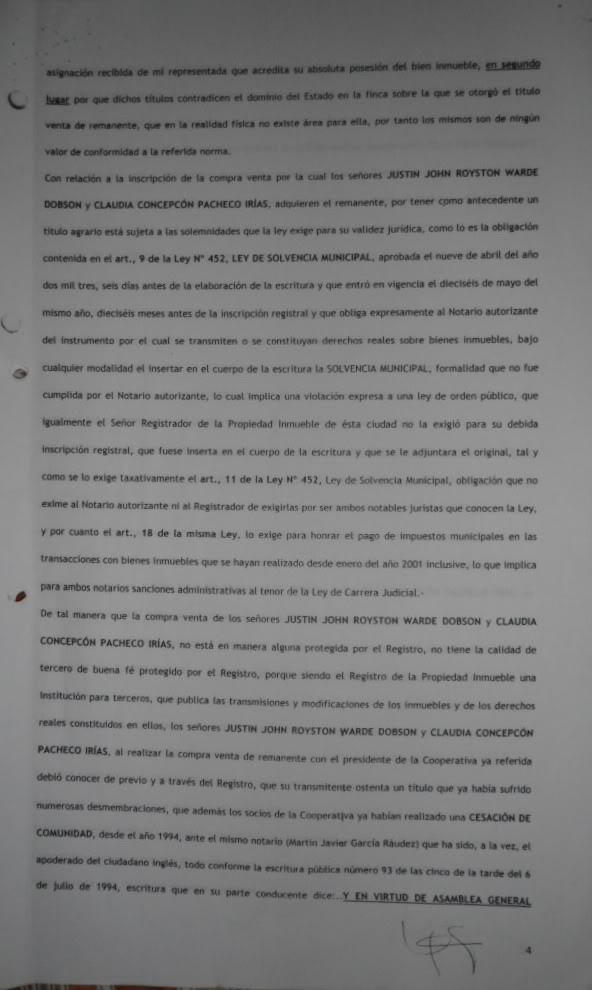 asignación recibida de mi representada que acredita su absoluta posesión del bien inmueble, en segundo
lugar por que dichos títulos contradicen el dominio del Estado en la finca sobre la que se otorgó el título
venta de remanente, que en la realidad física no existe área para ella, por tanto los mismos son de ningún
valor de conformidad a la referida norma.
Con relación a la inscripción de la compra venta por la cual los señores JUSTIN JOHN ROYSTON WARDE
DOBSON y CLAUDIA CONCEPCÓN PACHECO IRÍAS, adquieren el remanente, por tener como antecedente un
título agrario está sujeta a las solemnidades que la ley exige para su validez jurídica, como lo es la obligación
contenida en el art., 9 de la Ley N° 452, LEY DE SOLVENCIA MUNICIPAL, aprobada el nueve de abril del año
dos mil tres, seis días antes de la elaboración de la escritura y que entró en vigencia el dieciséis de mayo del
mismo año, dieciséis meses antes de la inscripción registral y que obliga expresamente al Notario autorizante
del instrumento por el cual se transmiten o se constituyan derechos reales sobre bienes inmuebles, bajo
cualquier modalidad el insertar en el cuerpo de la escritura la SOLVENCIA MUNICIPAL, formalidad que no fue
cumplida por el Notario autorizante, lo cual implica una violación expresa a una ley de orden público, que
igualmente el Señor Registrador de la Propiedad Inmueble de ésta ciudad no la exigió para su debida
inscripción registral, que fuese inserta en el cuerpo de la escritura y que se le adjuntara el original, tal y
como se lo exige taxativamente el art., 11 de la Ley N° 452, Ley de Solvencia Municipal, obligación que no
exime al Notario autorizante ni al Registrador de exigirlas por ser ambos notables juristas que conocen la Ley,
y por cuanto el art., 18 de la misma Ley, lo exige para honrar el pago de impuestos municipales en las
transacciones con bienes inmuebles que se hayan realizado desde enero del año 2001 inclusive, lo que implica
para ambos notarios sanciones administrativas al tenor de la Ley de Carrera Judicial.-
De tal manera que la compra venta de los señores JUSTIN JOHN ROYSTON WARDE DOBSON y CLAUDIA
CONCEPCÓN PACHECO IRÍAS, no está en manera alguna protegida por el Registro, no tiene la calidad de
tercero de buena fé protegido por el Registro, porque siendo el Registro de la Propiedad Inmueble una
Institución para terceros, que publica las transmisiones y modificaciones de los inmuebles y de los derechos
reales constituidos en ellos, los señores JUSTIN JOHN ROYSTON WARDE DOBSON y CLAUDIA CONCEPCÓN
PACHECO IRÍAS, al realizar la compra venta de remanente con el presidente de la Cooperativa ya referida
debió conocer de previo y a través del Registro, que su transmitente ostenta un título que ya había sufrido
numerosas desmembraciones, que además los socios de la Cooperativa ya habían realizado una CESACIÓN DE
COMUNIDAD, desde el año 1994, ante el mismo notario (Martin Javier García Ráudez) que ha sido, a la vez, el
apoderado del ciudadano inglés, todo conforme la escritura pública número 93 de las cinco de la tarde del 6
de julio de 1994, escritura que en su parte conducente dice:..Y EN VIRTUD DE ASAMBLEA GENERAL
4